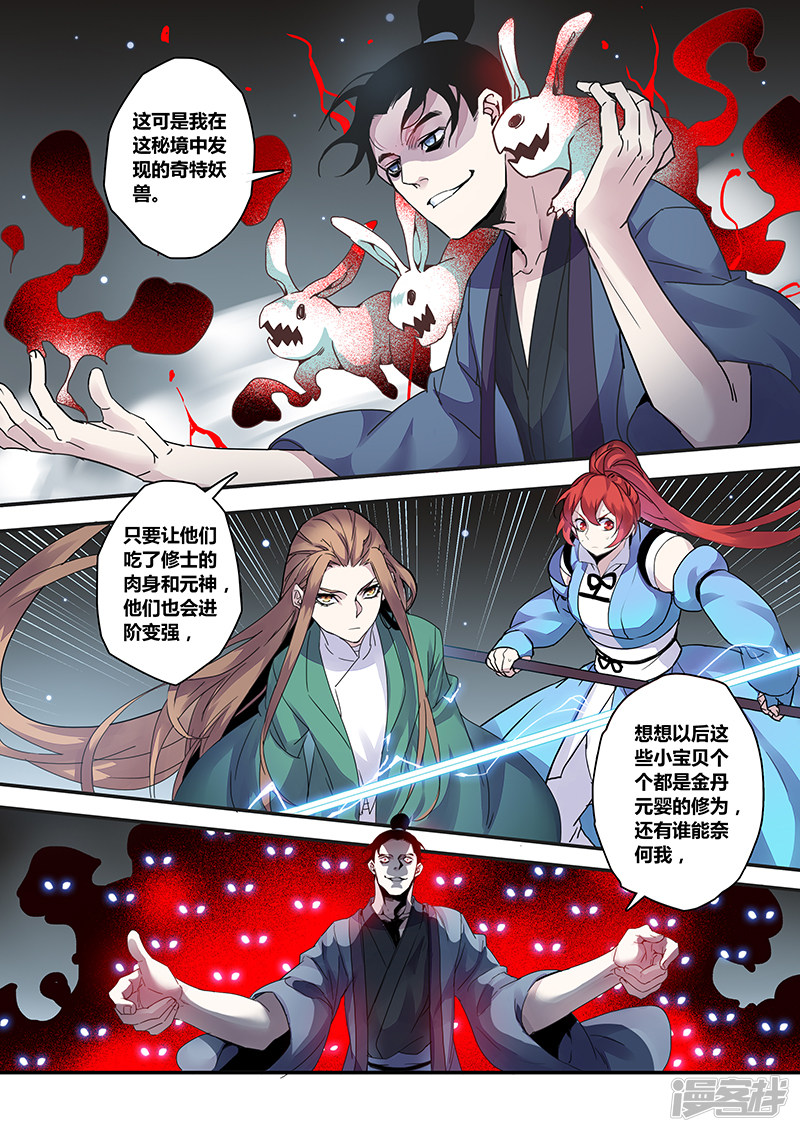 这可是我在
这秘境中发
现的奇特妖
兽。
只要让他们
吃了修士的
肉身和元神，
他们也会进
阶变强，
想想以后这
些小宝贝个
个都是金丹
元婴的修为，
还有谁能奈
何我，
漫客栈